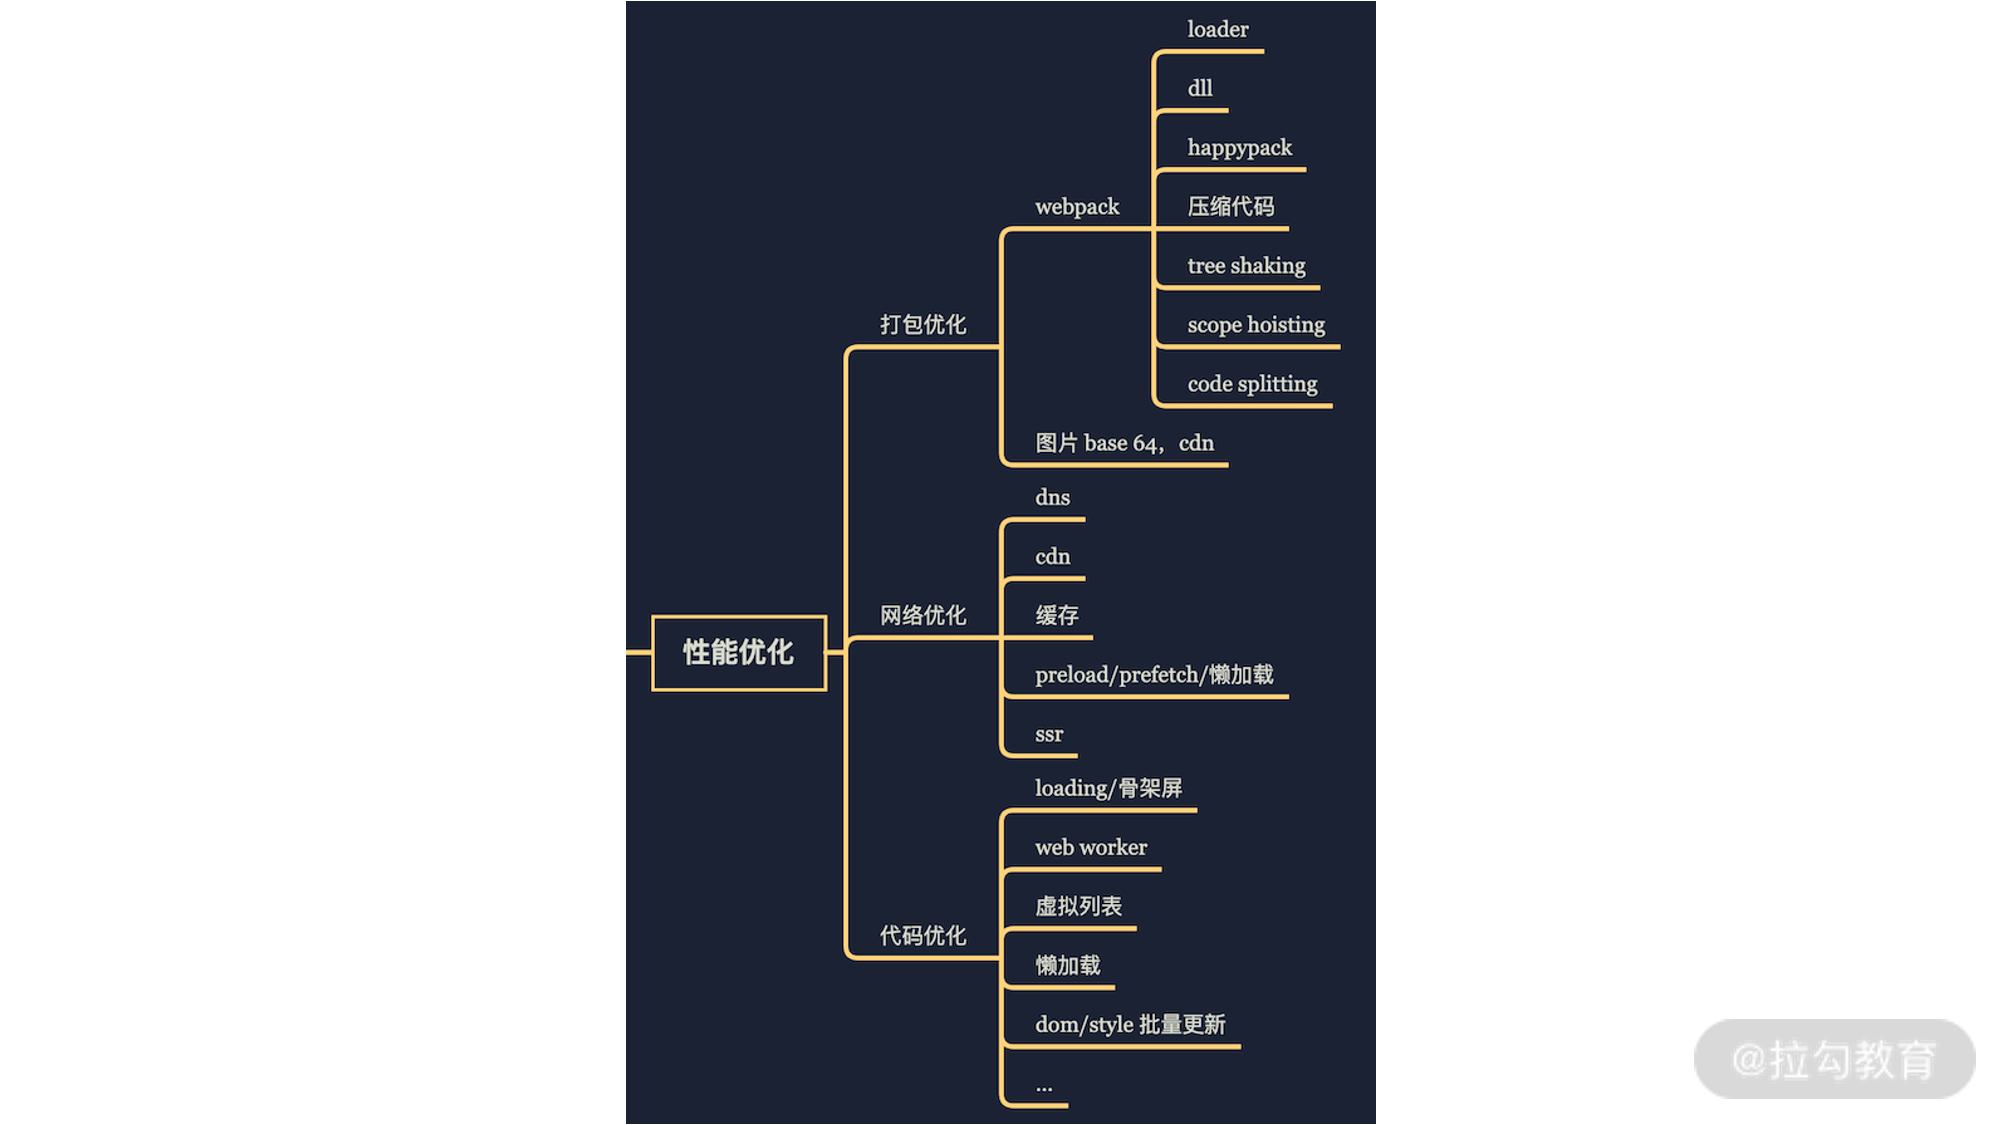 loader
dll
happypack
webpack
压缩代码
tree shaking
打包优化
scope hoisting
code splitting
图片 base 64，cdn
dns
cdn
网络优化
缓存
性能优化
preload/prefetch/懒加载
ssr
loading/骨架屏
web worker
虚拟列表
代码优化
懒加载
dom/style 批量更新
...
@拉勾教育